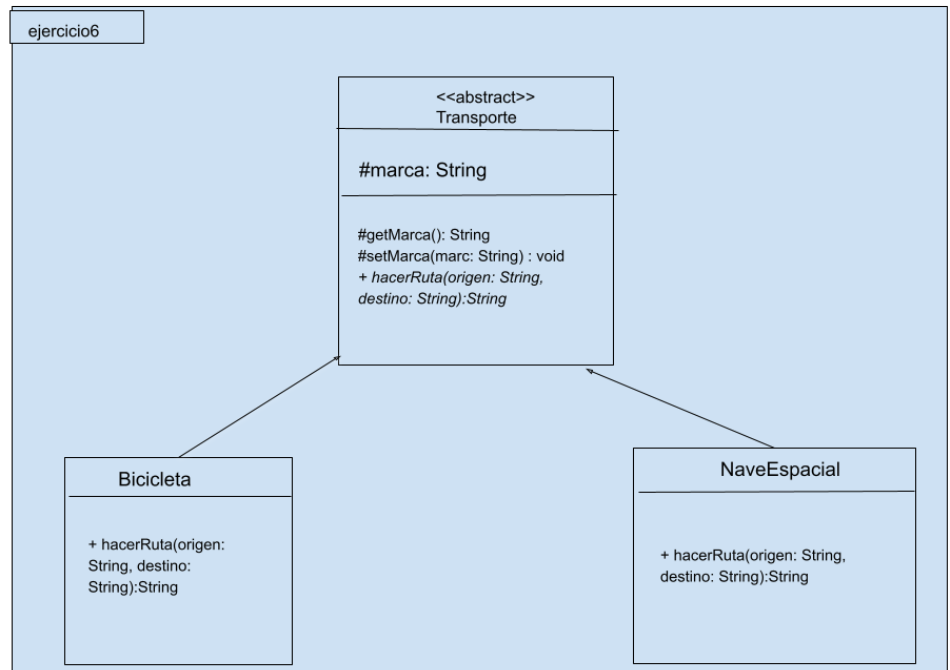 ejercicio6
<<abstract>>
Transporte
#marca: String
#getMarca(): String
#setMarca(marc: String) : void
+ hacerRuta(origen: String,
destino: String):String
Bicicleta
+ hacerRuta(origen:
String, destino:
String):String
NaveEspacial
+ hacerRuta(origen: String,
destino: String):String